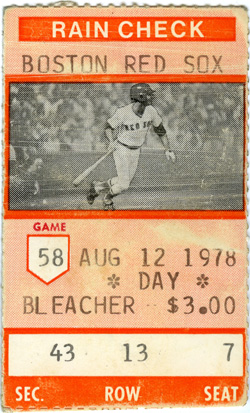 RAIN CHECK
BOSTON RED SOX
RED SOX
GAME
58 AUG 12 1978
* DAY *
BLEACHER - $3.00
43 13 7
SEC. ROW SEAT